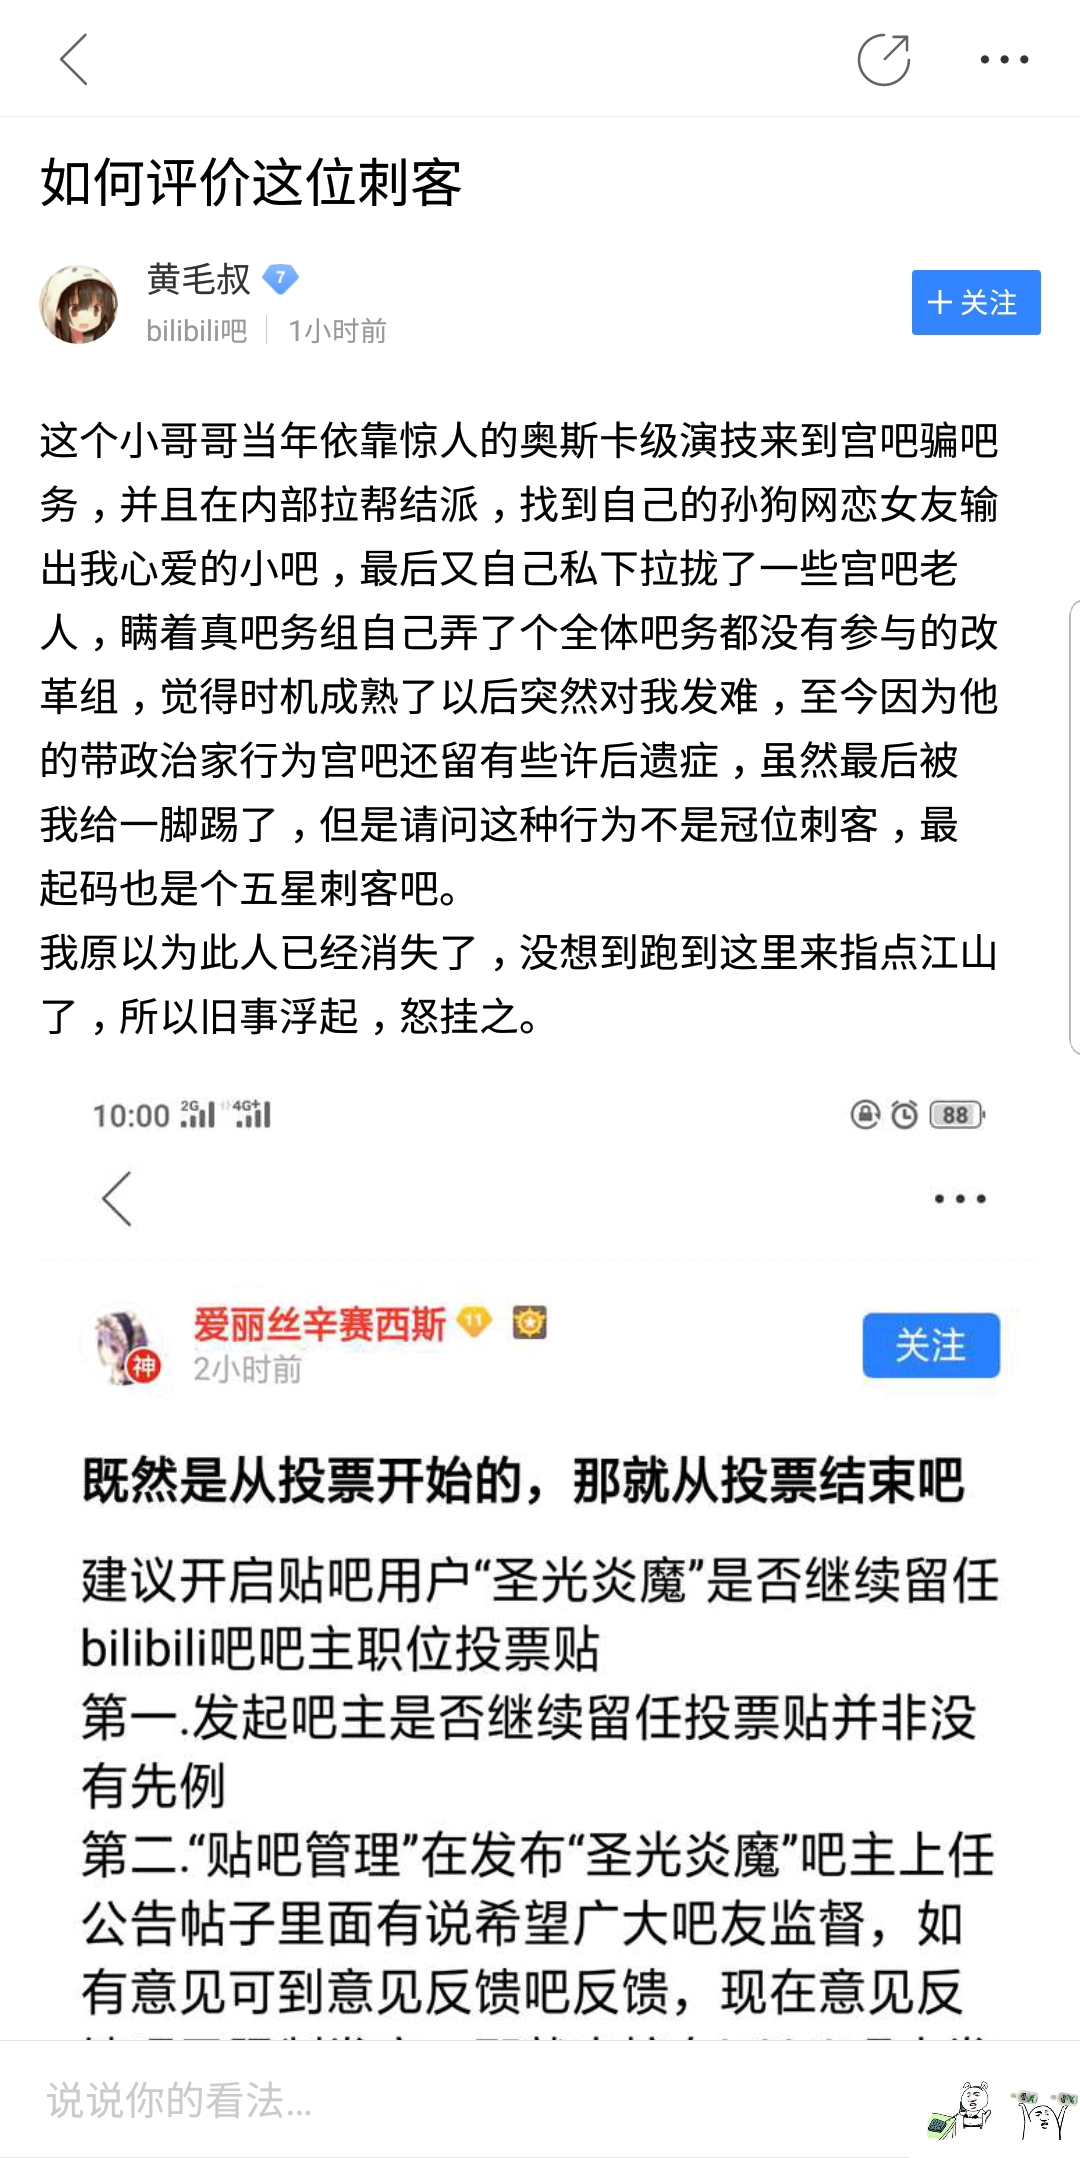 如何评价这位刺客
黄毛叔 7
bilibili吧 1小时前
+ 关注
这个小哥哥当年依靠惊人的奥斯卡级演技来到宫吧骗吧
务，并且在内部拉帮结派，找到自己的孙狗网恋女友输
出我心爱的小吧，最后又自己私下拉拢了一些宫吧老
人，瞒着真吧务组自己弄了个全体吧务都没有参与的改
革组，觉得时机成熟了以后突然对我发难，至今因为他
的带政治家行为宫吧还留有些许后遗症，虽然最后被
我给一脚踢了，但是请问这种行为不是冠位刺客，最
起码也是个五星刺客吧。
我原以为此人已经消失了，没想到跑到这里来指点江山
了，所以旧事浮起，怒挂之。
10:00 2G 4G+ 88
爱丽丝辛赛西斯 11
神
2小时前
关注
既然是从投票开始的，那就从投票结束吧
建议开启贴吧用户“圣光炎魔”是否继续留任
bilibili吧吧主职位投票贴
第一.发起吧主是否继续留任投票贴并非没
有先例
第二.“贴吧管理”在发布“圣光炎魔”吧主上任
公告帖子里面有说希望广大吧友监督，如
有意见可到意见反馈吧反馈，现在意见反
说说你的看法...